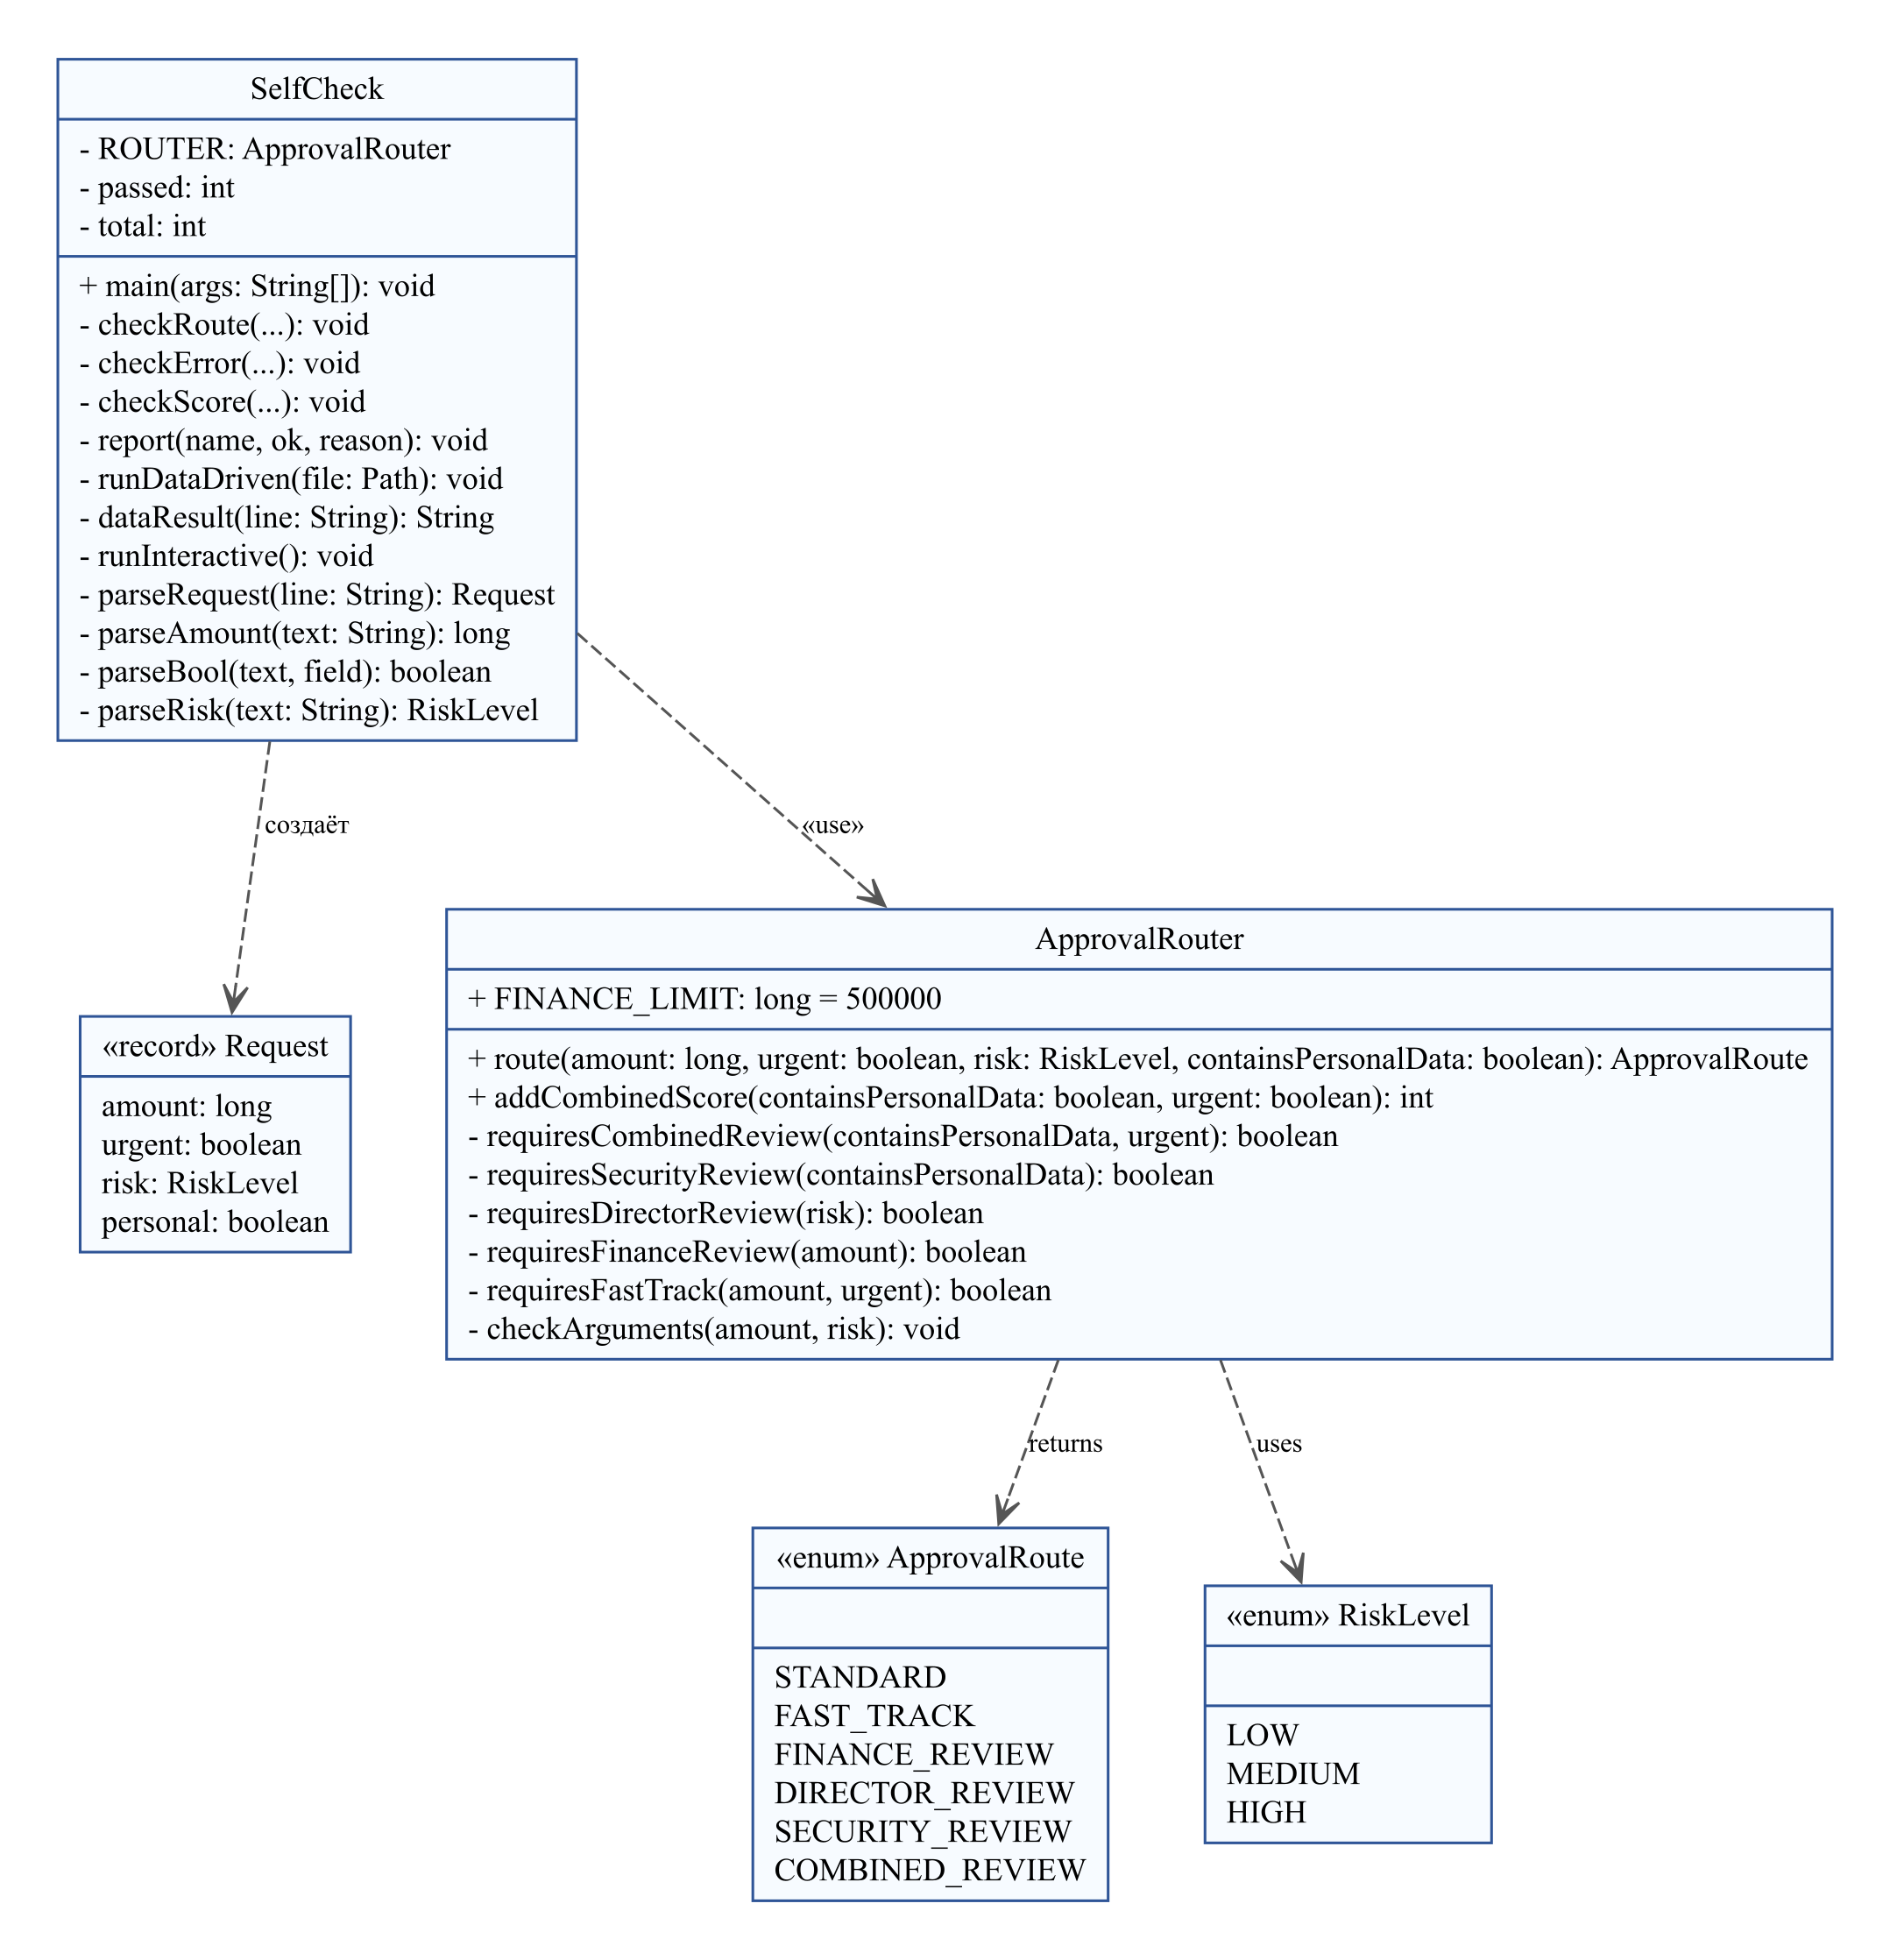 SelfCheck
- ROUTER: ApprovalRouter
- passed: int
- total: int
+ main(args: String[]): void
- checkRoute(...): void
- checkError(...): void
- checkScore(...): void
- report(name, ok, reason): void
- runDataDriven(file: Path): void
- dataResult(line: String): String
- runInteractive(): void
- parseRequest(line: String): Request
- parseAmount(text: String): long
- parseBool(text, field): boolean
- parseRisk(text: String): RiskLevel
создаёт
«use»
«record» Request
amount: long
urgent: boolean
risk: RiskLevel
personal: boolean
ApprovalRouter
+ FINANCE_LIMIT: long = 500000
+ route(amount: long, urgent: boolean, risk: RiskLevel, containsPersonalData: boolean): ApprovalRoute
+ addCombinedScore(containsPersonalData: boolean, urgent: boolean): int
- requiresCombinedReview(containsPersonalData, urgent): boolean
- requiresSecurityReview(containsPersonalData): boolean
- requiresDirectorReview(risk): boolean
- requiresFinanceReview(amount): boolean
- requiresFastTrack(amount, urgent): boolean
- checkArguments(amount, risk): void
returns
uses
«enum» ApprovalRoute
STANDARD
FAST_TRACK
FINANCE_REVIEW
DIRECTOR_REVIEW
SECURITY_REVIEW
COMBINED_REVIEW
«enum» RiskLevel
LOW
MEDIUM
HIGH